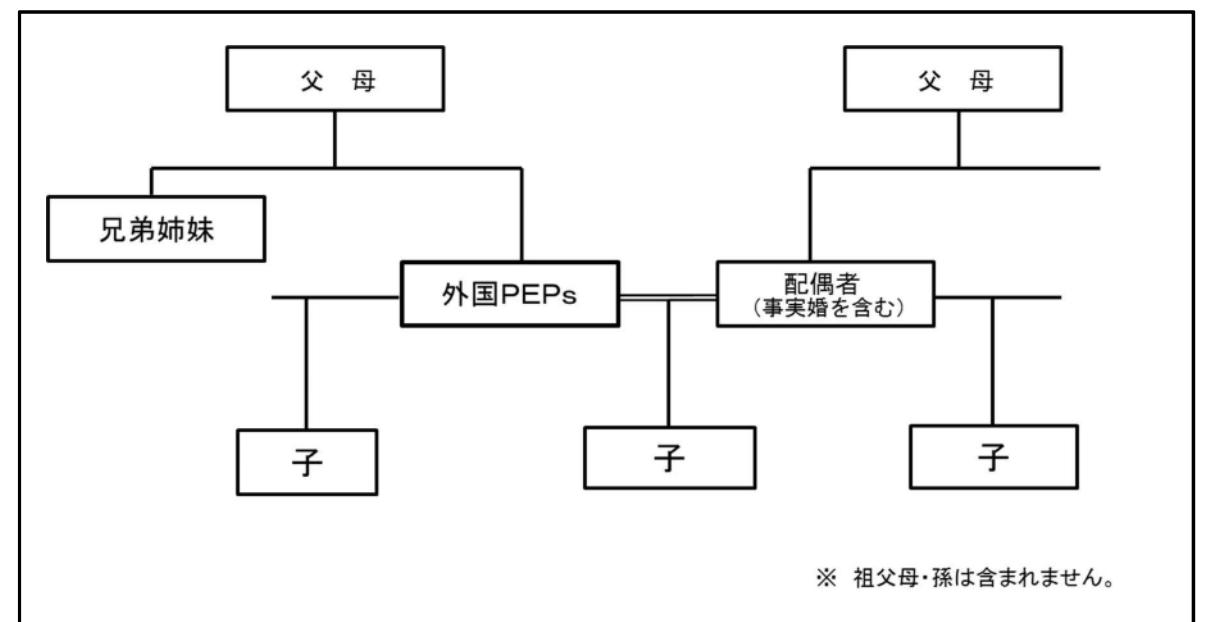 父　母
父　母
兄弟姉妹
外国ＰＥＰｓ
配偶者
（事実婚を含む）
子
子
子
※　祖父母・孫は含まれません。